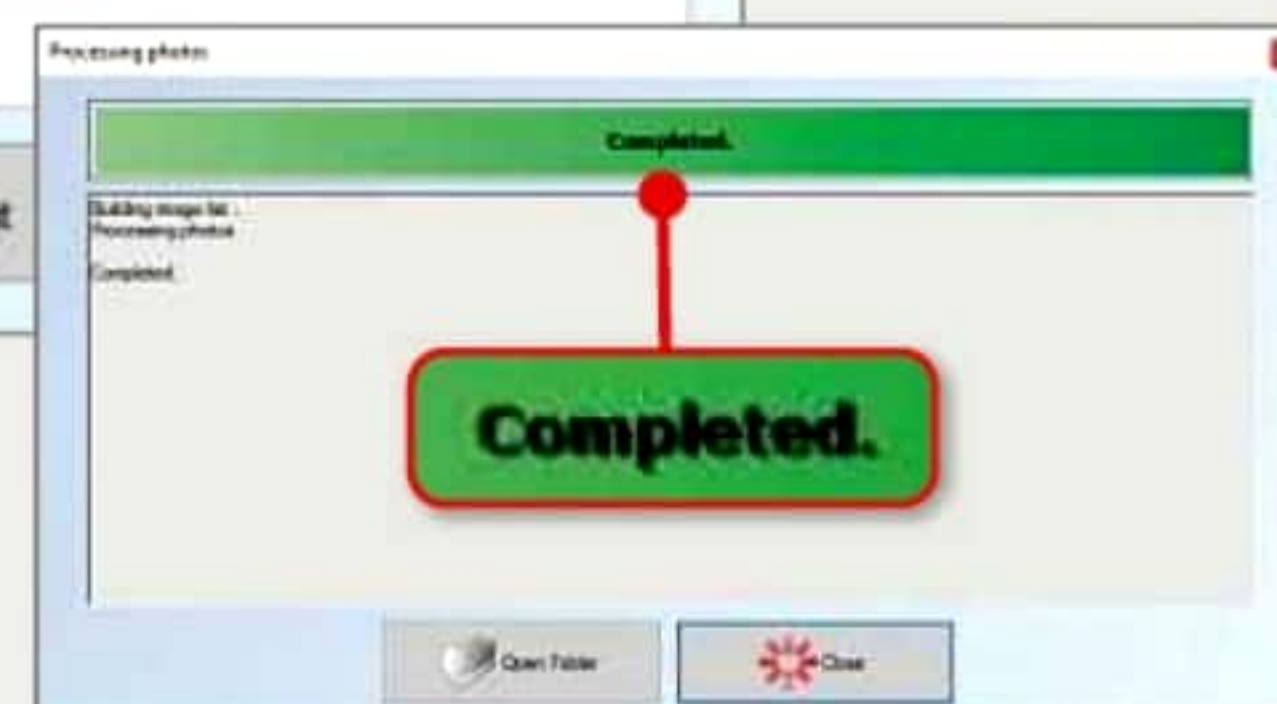 Processing photos
Completed.
Building image list ..
Processing photos
Completed.
Completed.
Open Folder
Close